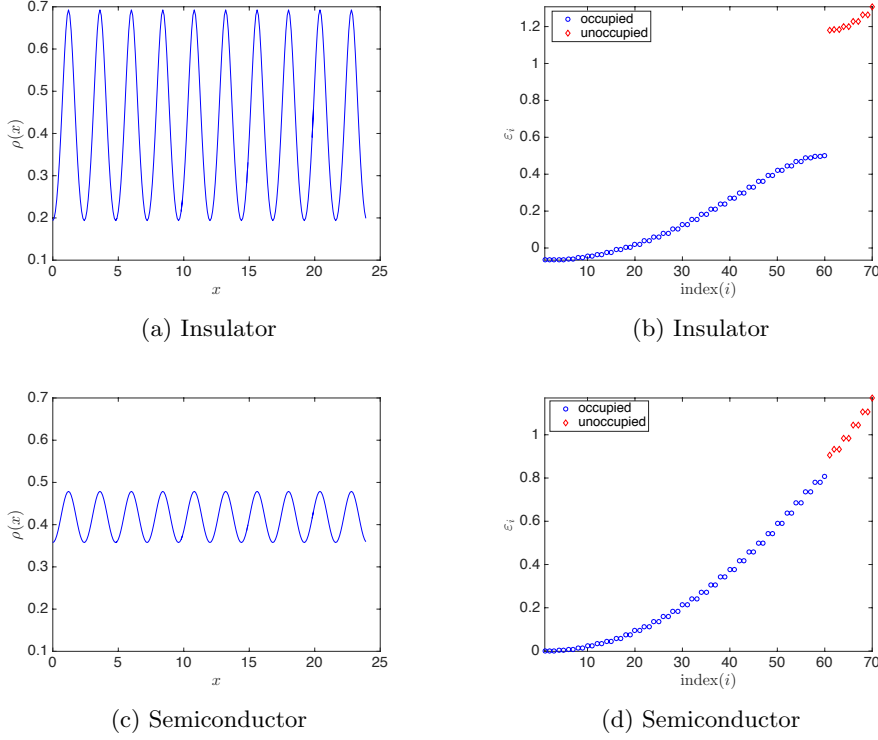 0.7
0.6
0.5
0.4
0.3
0.2
0.1
ρ(x)
0 5 10 15 20 25
x
(a) Insulator
1.2
1
0.8
0.6
0.4
0.2
0
εᵢ
occupied
unoccupied
10 20 30 40 50 60 70
index(i)
(b) Insulator
0.7
0.6
0.5
0.4
0.3
0.2
0.1
ρ(x)
0 5 10 15 20 25
x
(c) Semiconductor
1
0.8
0.6
0.4
0.2
0
εᵢ
occupied
unoccupied
10 20 30 40 50 60 70
index(i)
(d) Semiconductor